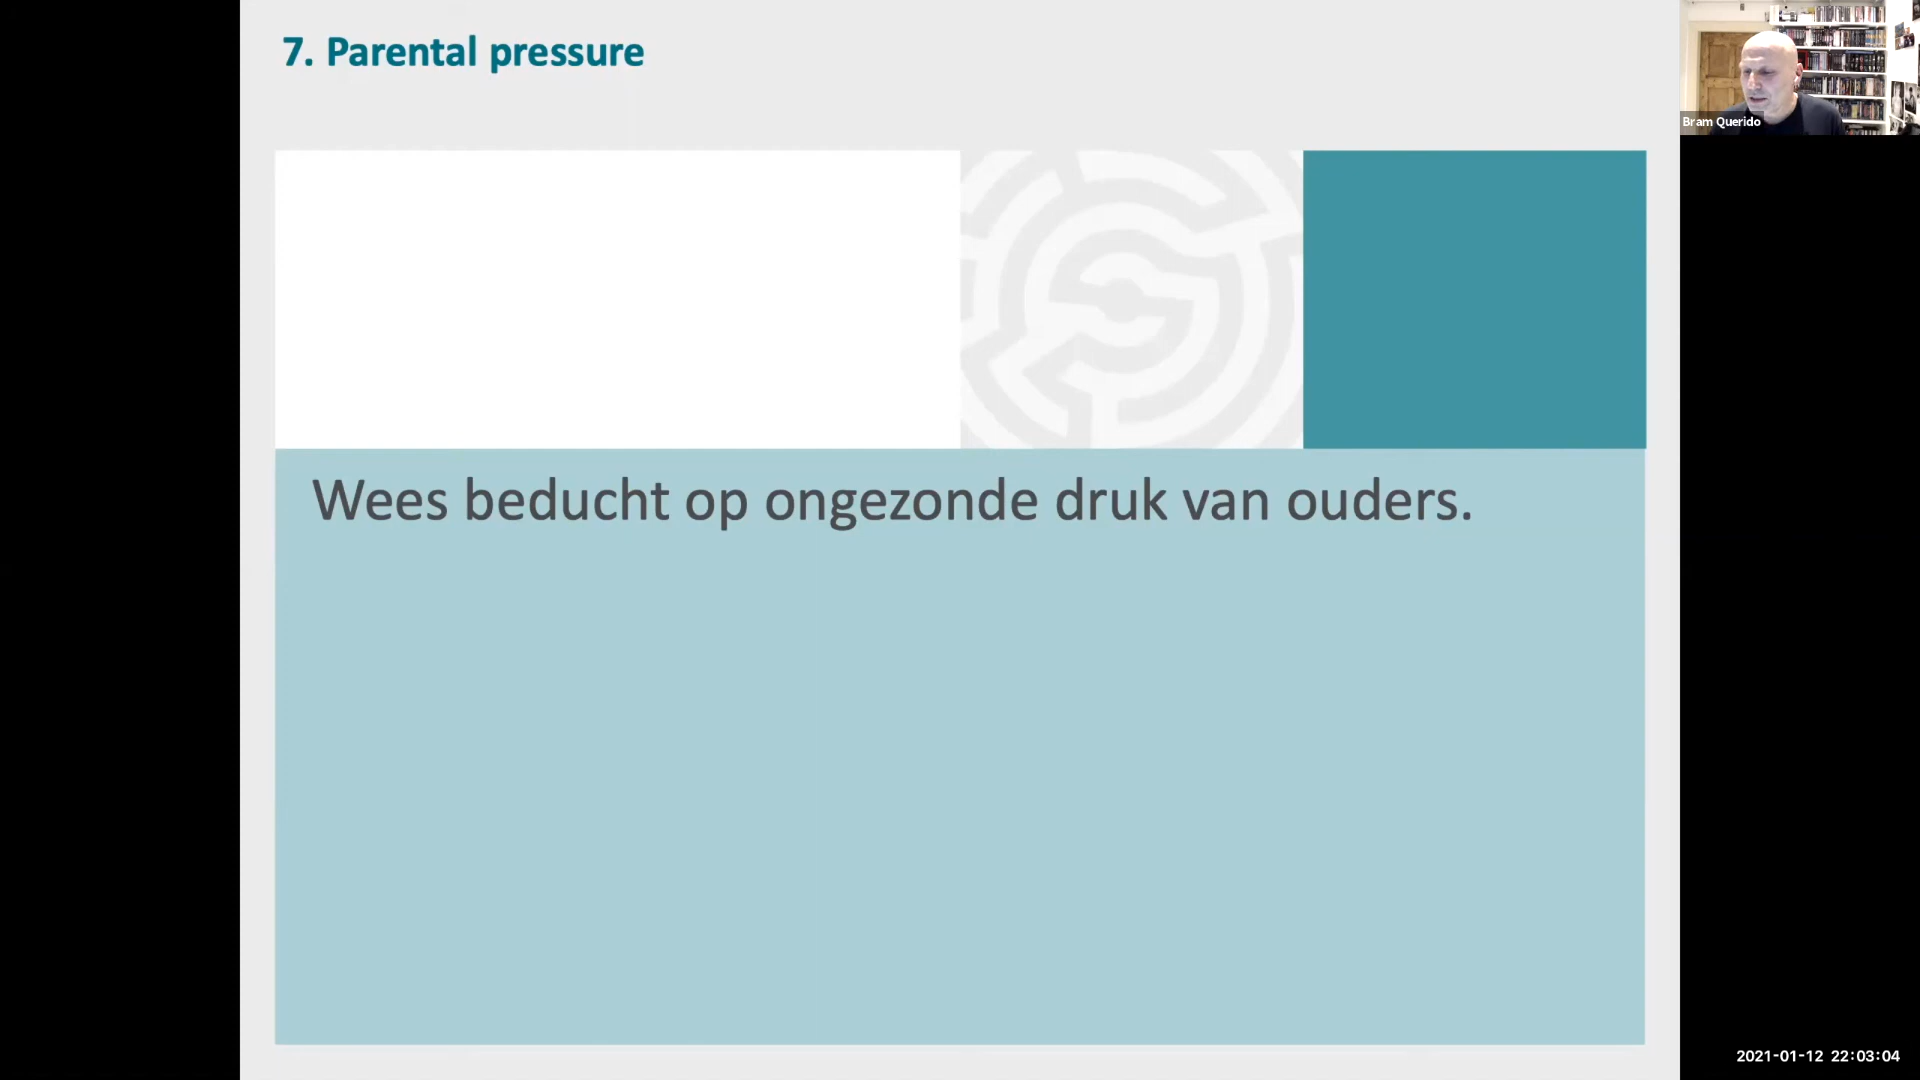 7. Parental pressure
Bram Querido
Wees beducht op ongezonde druk van ouders.
2021-01-12 22:03:04